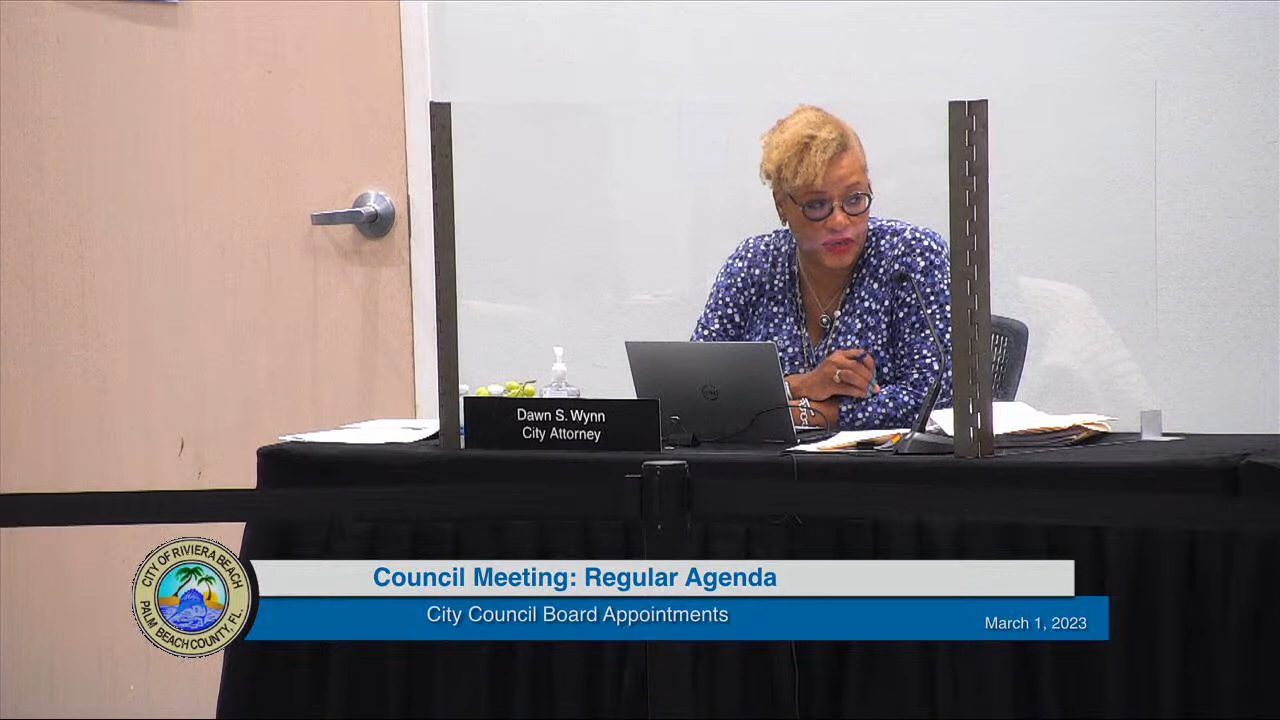 Dawn S. Wynn
City Attorney
DELL
CITY OF RIVIERA BEACH
PALM BEACH COUNTY, FL.
Council Meeting: Regular Agenda
City Council Board Appointments
March 1, 2023